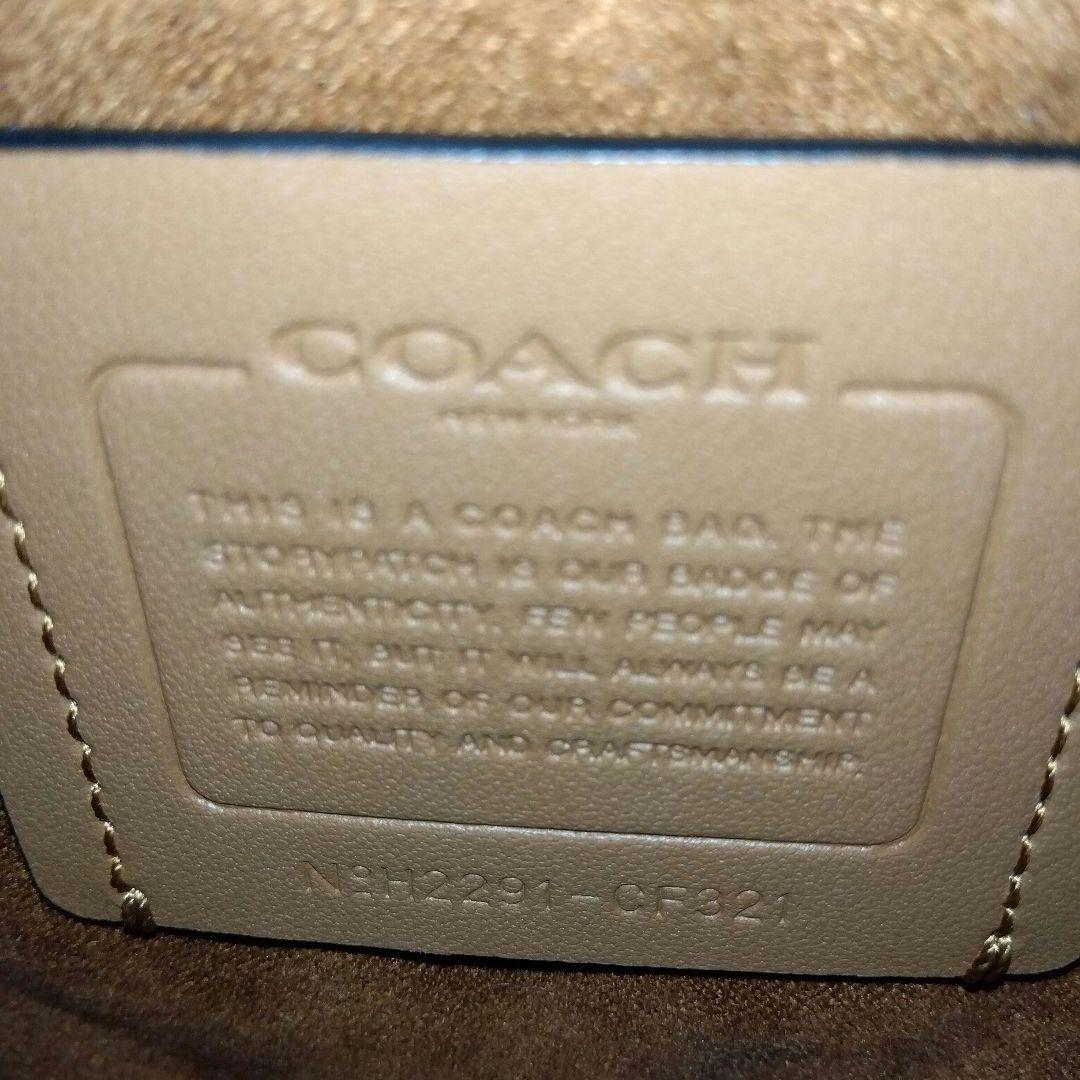 COACH
NEW YORK
THIS IS A COACH BAG. THE
STORYPATCH IS OUR BADGE OF
AUTHENTICITY. FEW PEOPLE MAY
SEE IT, BUT IT WILL ALWAYS BE A
REMINDER OF OUR COMMITMENT
TO QUALITY AND CRAFTSMANSHIP.
NºH2291-CF321